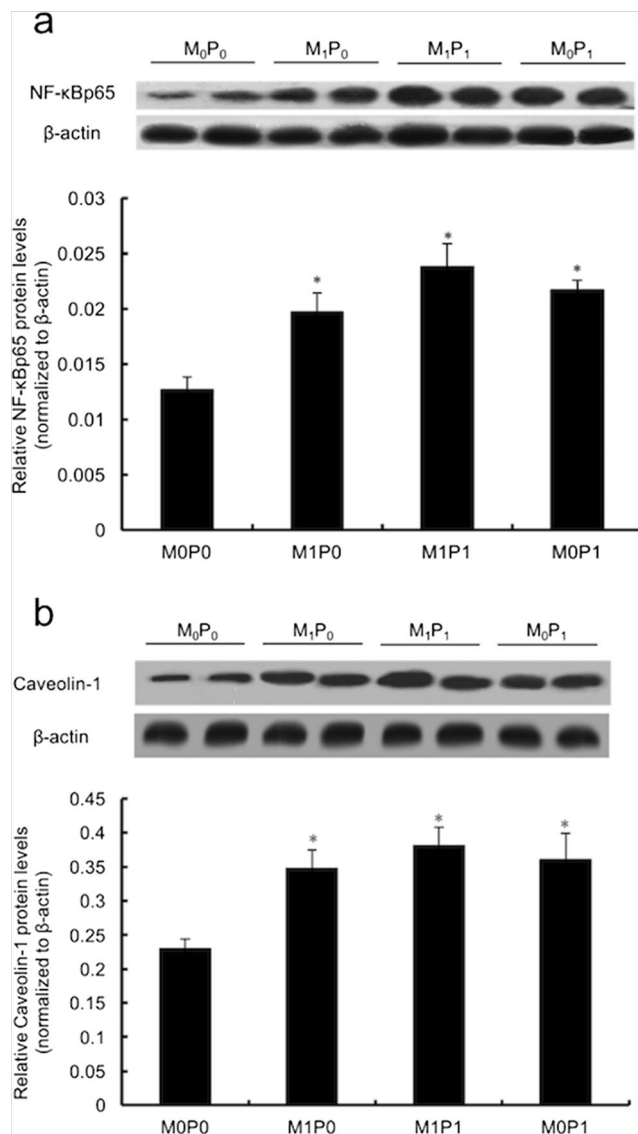 a
M₀P₀ M₁P₀ M₁P₁ M₀P₁
NF-κBp65
β-actin
Relative NF-κBp65 protein levels
(normalized to β-actin)
0.03
0.025
0.02
0.015
0.01
0.005
0
* * *
M0P0 M1P0 M1P1 M0P1
b
M₀P₀ M₁P₀ M₁P₁ M₀P₁
Caveolin-1
β-actin
Relative Caveolin-1 protein levels
(normalized to β-actin)
0.45
0.4
0.35
0.3
0.25
0.2
0.15
0.1
0.05
0
* * *
M0P0 M1P0 M1P1 M0P1